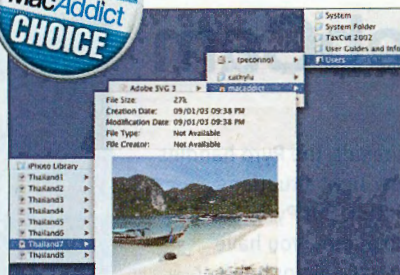 MacAddict
CHOICE
System
System Folder
TaxCut 2002
User Guides and Info
Users
(pecorino)
cathyla
macaddict
Adobe SVG 3
File Size: 27k
Creation Date: 09/01/03 09:38 PM
Modification Date: 09/01/03 09:38 PM
File Type: Not Available
File Creator: Not Available
iPhoto Library
Thailand1
Thailand2
Thailand3
Thailand4
Thailand5
Thailand6
Thailand7
Thailand8